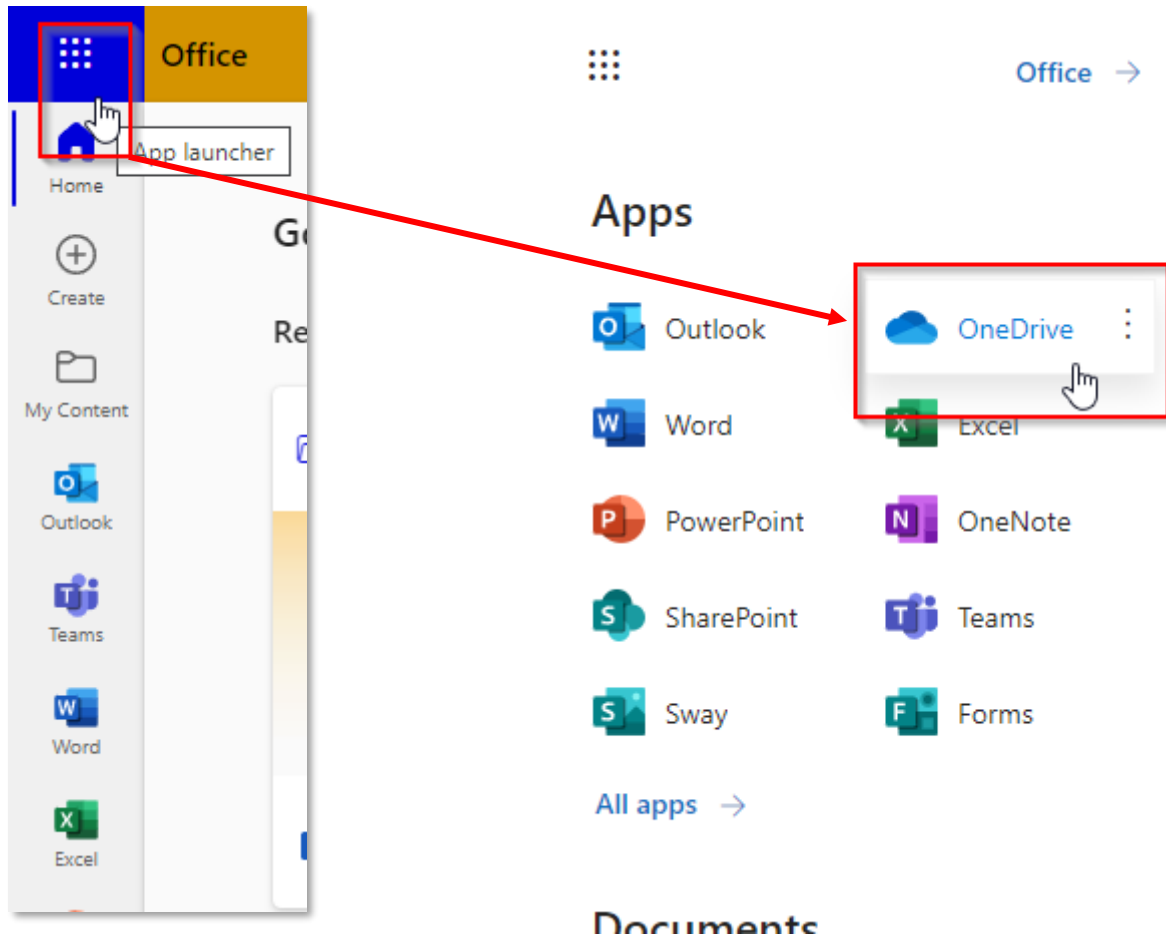 Office
App launcher
Home
Create
My Content
Outlook
Teams
Word
Excel
Office →
Apps
Outlook
OneDrive
Word
Excel
PowerPoint
OneNote
SharePoint
Teams
Sway
Forms
All apps →
Documents